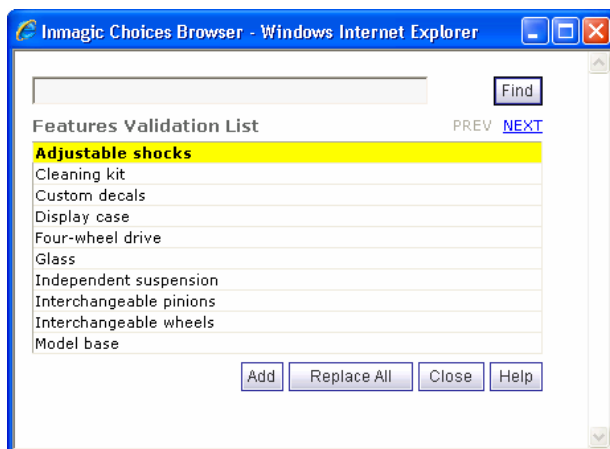 Inmagic Choices Browser - Windows Internet Explorer
Find
Features Validation List PREV NEXT
Adjustable shocks
Cleaning kit
Custom decals
Display case
Four-wheel drive
Glass
Independent suspension
Interchangeable pinions
Interchangeable wheels
Model base
Add Replace All Close Help